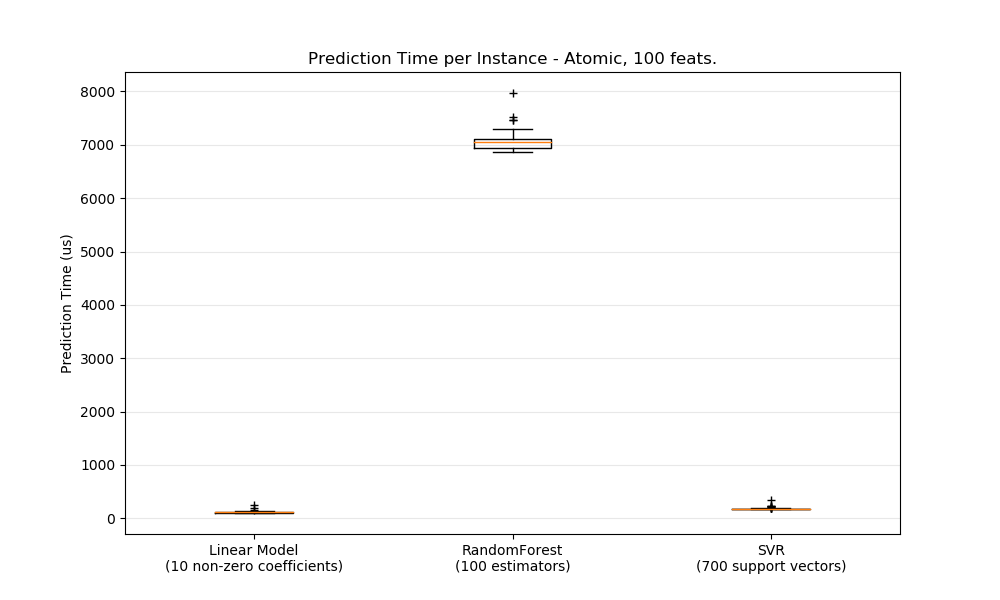 Prediction Time per Instance - Atomic, 100 feats.
8000
7000
6000
5000
4000
3000
2000
1000
0
Prediction Time (us)
Linear Model
(10 non-zero coefficients)
RandomForest
(100 estimators)
SVR
(700 support vectors)